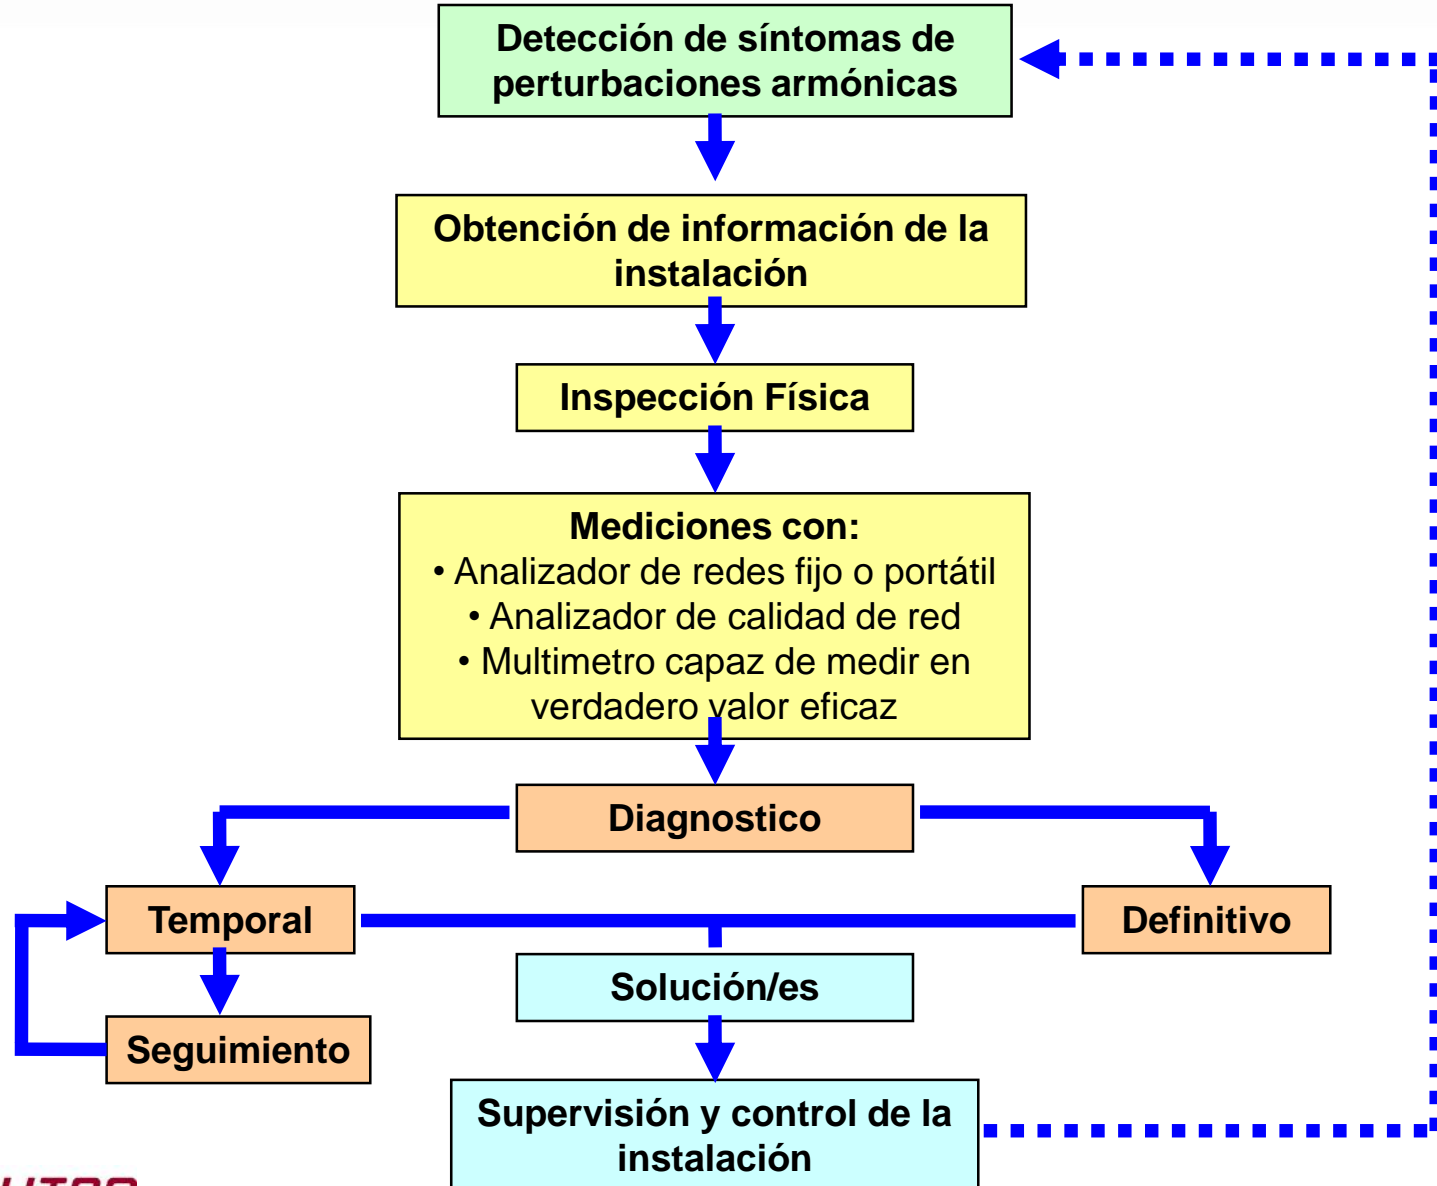 Detección de síntomas de
perturbaciones armónicas
Obtención de información de la
instalación
Inspección Física
Mediciones con:
• Analizador de redes fijo o portátil
• Analizador de calidad de red
• Multimetro capaz de medir en
verdadero valor eficaz
Diagnostico
Temporal
Definitivo
Solución/es
Seguimiento
Supervisión y control de la
instalación